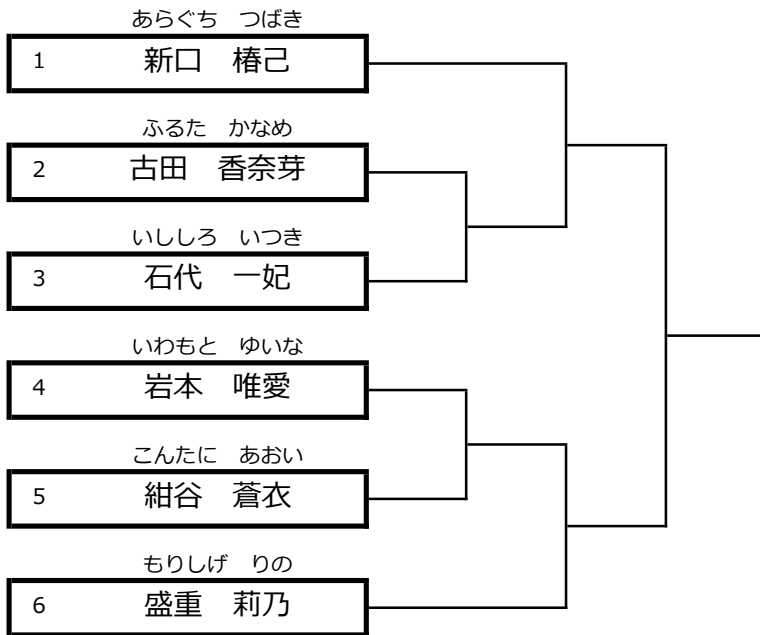 あらぐち　つばき
1　新口　椿己
ふるた　かなめ
2　古田　香奈芽
いししろ　いつき
3　石代　一妃
いわもと　ゆいな
4　岩本　唯愛
こんたに　あおい
5　紺谷　蒼衣
もりしげ　りの
6　盛重　莉乃